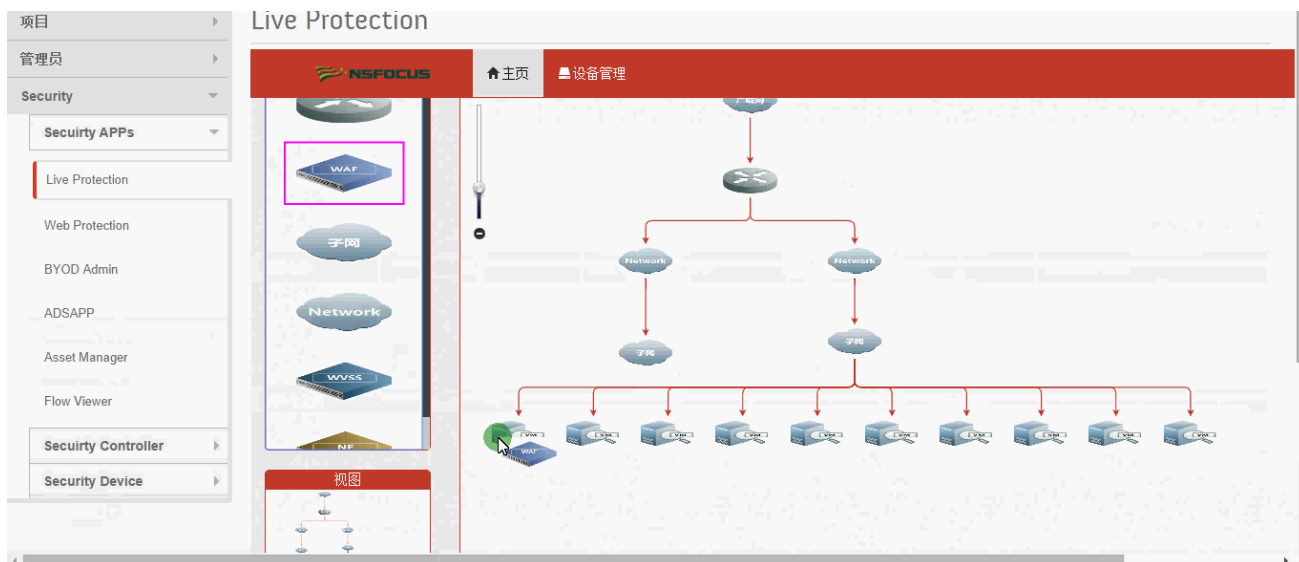 项目
管理员
Security
Secuirty APPs
Live Protection
Web Protection
BYOD Admin
ADSAPP
Asset Manager
Flow Viewer
Secuirty Controller
Security Device
Live Protection
NSFOCUS
主页
设备管理
WAF
子网
Network
WVSS
NF
视图
Network
Network
子网
子网
VM
VM
VM
VM
VM
VM
VM
VM
VM
VM
WAF